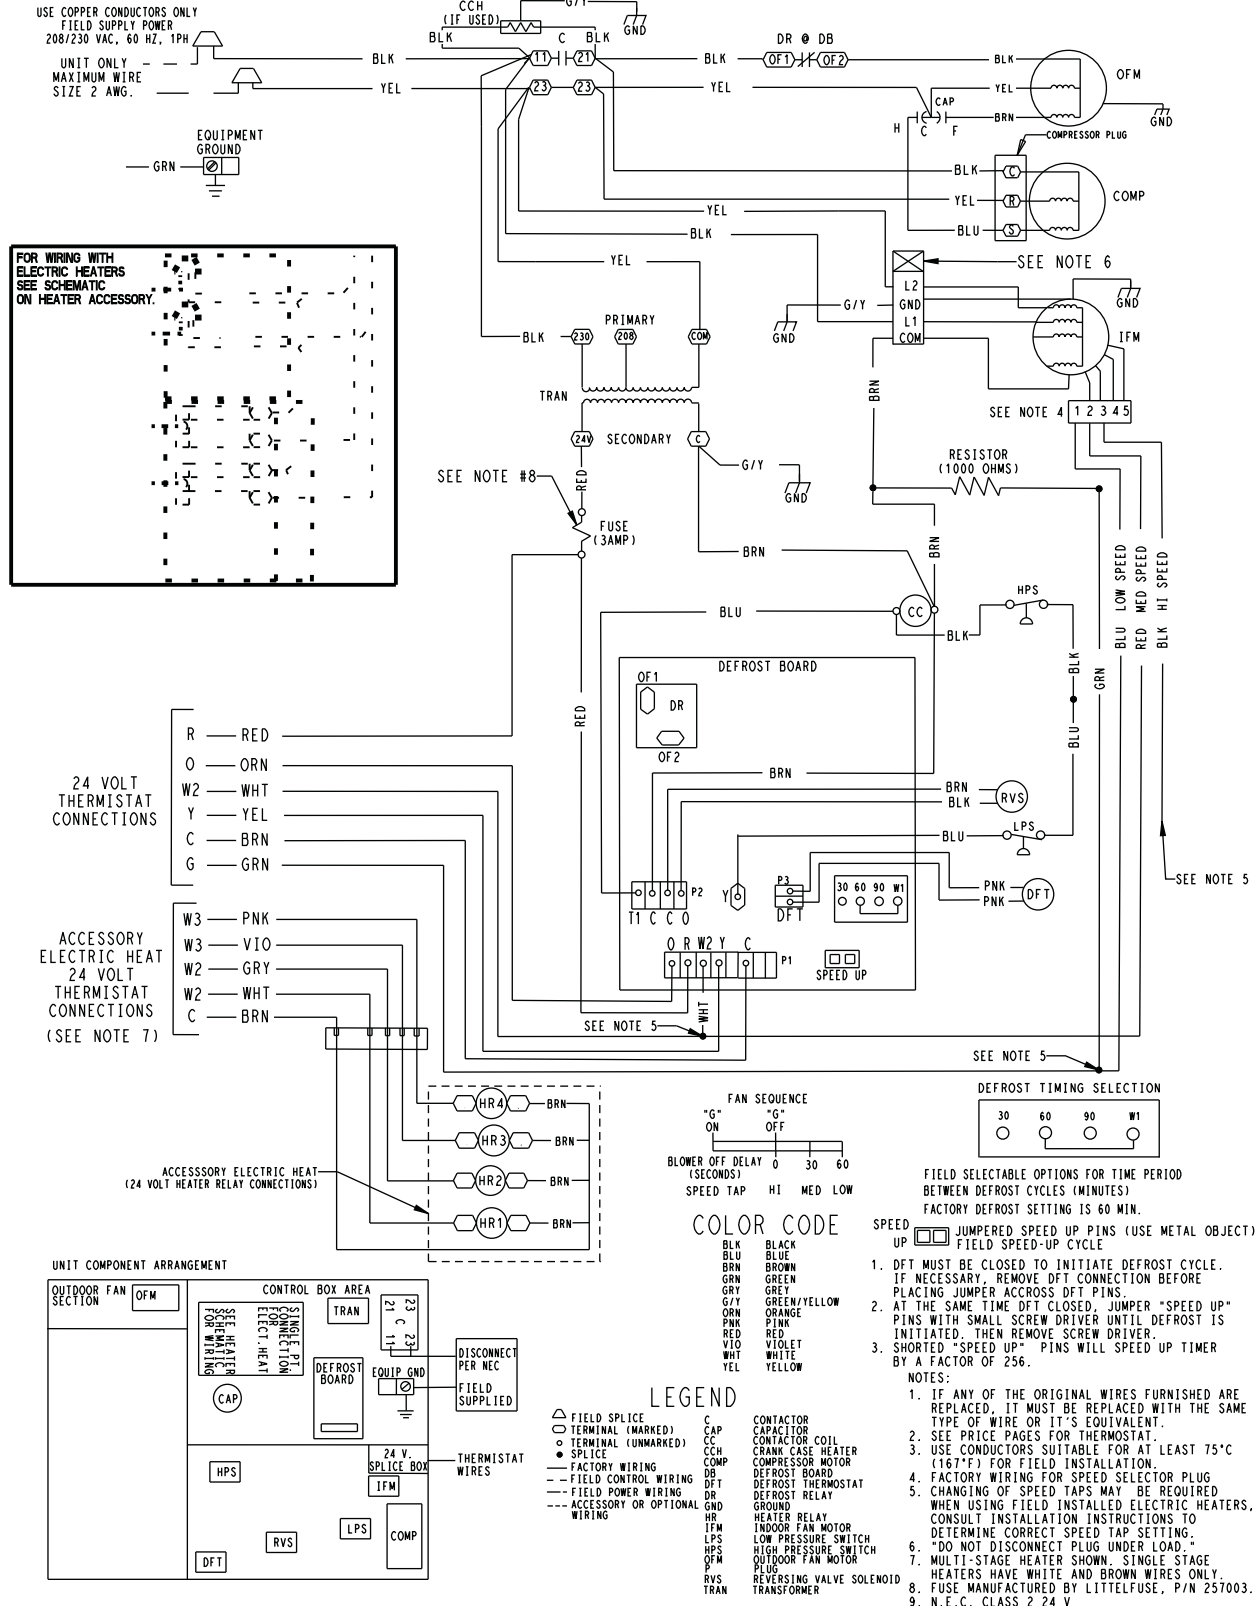 USE COPPER CONDUCTORS ONLY
FIELD SUPPLY POWER
208/230 VAC, 60 HZ, 1PH
UNIT ONLY
MAXIMUM WIRE
SIZE 2 AWG.
CCH
(IF USED)
G/Y
GND
BLK
C
BLK
BLK
11
21
BLK
DR @ DB
OF1
OF2
BLK
OFM
YEL
23
23
YEL
YEL
CAP
BRN
H
C
F
GND
COMPRESSOR PLUG
EQUIPMENT
GROUND
GRN
BLK
C
YEL
R
COMP
BLU
S
YEL
BLK
YEL
FOR WIRING WITH
ELECTRIC HEATERS
SEE SCHEMATIC
ON HEATER ACCESSORY.
SEE NOTE 6
L2
GND
L1
COM
G/Y
GND
GND
IFM
PRIMARY
BLK
230
208
COM
TRAN
BRN
SEE NOTE 4
1 2 3 4 5
24V
SECONDARY
C
G/Y
GND
SEE NOTE #8
RED
FUSE
(3AMP)
RESISTOR
(1000 OHMS)
BRN
BRN
BLU LOW SPEED
RED MED SPEED
BLK HI SPEED
BLU
CC
BLK
HPS
BLK
GRN
BLU
DEFROST BOARD
OF1
DR
OF2
RED
BRN
BRN
BLK
RVS
BLU
LPS
R RED
O ORN
W2 WHT
Y YEL
C BRN
G GRN
24 VOLT
THERMISTAT
CONNECTIONS
P2
T1 C C O
Y
P3
DFT
30 60 90 W1
PNK
PNK
DFT
SEE NOTE 5
O R W2 Y C
P1
SPEED UP
WHT
SEE NOTE 5
SEE NOTE 5
ACCESSORY
ELECTRIC HEAT
24 VOLT
THERMISTAT
CONNECTIONS
(SEE NOTE 7)
W3 PNK
W3 VIO
W2 GRY
W2 WHT
C BRN
HR4
BRN
HR3
BRN
HR2
BRN
HR1
BRN
ACCESSSORY ELECTRIC HEAT
(24 VOLT HEATER RELAY CONNECTIONS)
FAN SEQUENCE
"G" "G"
ON OFF
BLOWER OFF DELAY 0 30 60
(SECONDS)
SPEED TAP HI MED LOW
DEFROST TIMING SELECTION
30 60 90 W1
FIELD SELECTABLE OPTIONS FOR TIME PERIOD
BETWEEN DEFROST CYCLES (MINUTES)
FACTORY DEFROST SETTING IS 60 MIN.
SPEED
UP
JUMPERED SPEED UP PINS (USE METAL OBJECT)
FIELD SPEED-UP CYCLE
1. DFT MUST BE CLOSED TO INITIATE DEFROST CYCLE.
IF NECESSARY, REMOVE DFT CONNECTION BEFORE
PLACING JUMPER ACCROSS DFT PINS.
2. AT THE SAME TIME DFT CLOSED, JUMPER "SPEED UP"
PINS WITH SMALL SCREW DRIVER UNTIL DEFROST IS
INITIATED. THEN REMOVE SCREW DRIVER.
3. SHORTED "SPEED UP" PINS WILL SPEED UP TIMER
BY A FACTOR OF 256.
NOTES:
1. IF ANY OF THE ORIGINAL WIRES FURNISHED ARE
REPLACED, IT MUST BE REPLACED WITH THE SAME
TYPE OF WIRE OR IT'S EQUIVALENT.
2. SEE PRICE PAGES FOR THERMOSTAT.
3. USE CONDUCTORS SUITABLE FOR AT LEAST 75°C
(167°F) FOR FIELD INSTALLATION.
4. FACTORY WIRING FOR SPEED SELECTOR PLUG
5. CHANGING OF SPEED TAPS MAY BE REQUIRED
WHEN USING FIELD INSTALLED ELECTRIC HEATERS,
CONSULT INSTALLATION INSTRUCTIONS TO
DETERMINE CORRECT SPEED TAP SETTING.
6. "DO NOT DISCONNECT PLUG UNDER LOAD."
7. MULTI-STAGE HEATER SHOWN. SINGLE STAGE
HEATERS HAVE WHITE AND BROWN WIRES ONLY.
8. FUSE MANUFACTURED BY LITTELFUSE, P/N 257003.
9. N.E.C. CLASS 2 24 V
COLOR CODE
BLK BLACK
BLU BLUE
BRN BROWN
GRN GREEN
GRY GREY
G/Y GREEN/YELLOW
ORN ORANGE
PNK PINK
RED RED
VIO VIOLET
WHT WHITE
YEL YELLOW
LEGEND
FIELD SPLICE
TERMINAL (MARKED)
TERMINAL (UNMARKED)
SPLICE
FACTORY WIRING
FIELD CONTROL WIRING
FIELD POWER WIRING
ACCESSORY OR OPTIONAL
WIRING
C CONTACTOR
CAP CAPACITOR
CC CONTACTOR COIL
CCH CRANK CASE HEATER
COMP COMPRESSOR MOTOR
DB DEFROST BOARD
DFT DEFROST THERMOSTAT
DR DEFROST RELAY
GND GROUND
HR HEATER RELAY
IFM INDOOR FAN MOTOR
LPS LOW PRESSURE SWITCH
HPS HIGH PRESSURE SWITCH
OFM OUTDOOR FAN MOTOR
P PLUG
RVS REVERSING VALVE SOLENOID
TRAN TRANSFORMER
UNIT COMPONENT ARRANGEMENT
OUTDOOR FAN
SECTION
OFM
CONTROL BOX AREA
SINGLE PT.
CONNECTION
FOR
ELECT.HEAT
SEE HEATER
SCHEMATIC
FOR WIRING
TRAN
23
21 C 11
23
DEFROST
BOARD
EQUIP GND
CAP
DISCONNECT
PER NEC
FIELD
SUPPLIED
24 V.
SPLICE BOX
THERMISTAT
WIRES
HPS
IFM
LPS
COMP
RVS
DFT